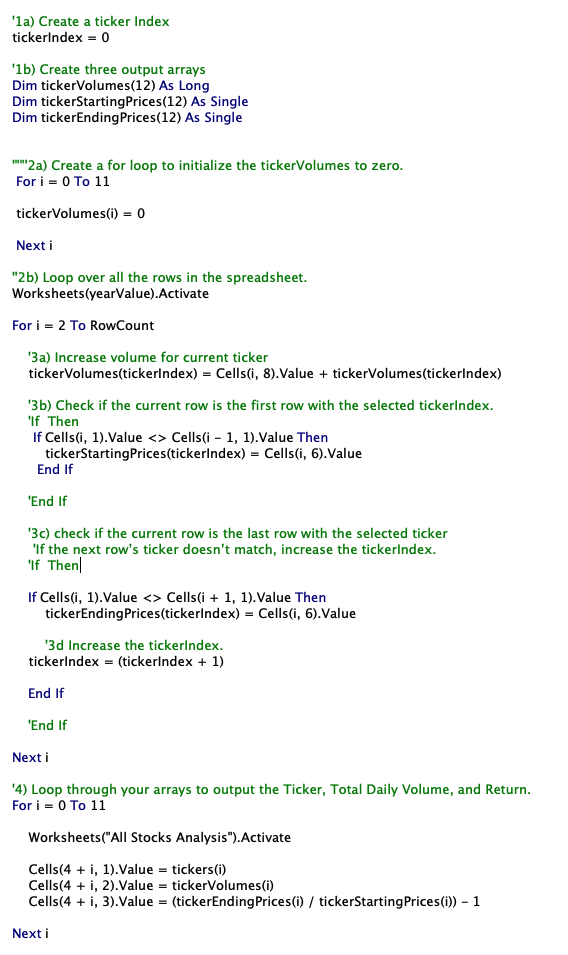 '1a) Create a ticker Index
tickerIndex = 0
'1b) Create three output arrays
Dim tickerVolumes(12) As Long
Dim tickerStartingPrices(12) As Single
Dim tickerEndingPrices(12) As Single
""'2a) Create a for loop to initialize the tickerVolumes to zero.
For i = 0 To 11
tickerVolumes(i) = 0
Next i
"2b) Loop over all the rows in the spreadsheet.
Worksheets(yearValue).Activate
For i = 2 To RowCount
'3a) Increase volume for current ticker
tickerVolumes(tickerIndex) = Cells(i, 8).Value + tickerVolumes(tickerIndex)
'3b) Check if the current row is the first row with the selected tickerIndex.
'If  Then
If Cells(i, 1).Value <> Cells(i - 1, 1).Value Then
tickerStartingPrices(tickerIndex) = Cells(i, 6).Value
End If
'End If
'3c) check if the current row is the last row with the selected ticker
'If the next row's ticker doesn't match, increase the tickerIndex.
'If  Then
If Cells(i, 1).Value <> Cells(i + 1, 1).Value Then
tickerEndingPrices(tickerIndex) = Cells(i, 6).Value
'3d Increase the tickerIndex.
tickerIndex = (tickerIndex + 1)
End If
'End If
Next i
'4) Loop through your arrays to output the Ticker, Total Daily Volume, and Return.
For i = 0 To 11
Worksheets("All Stocks Analysis").Activate
Cells(4 + i, 1).Value = tickers(i)
Cells(4 + i, 2).Value = tickerVolumes(i)
Cells(4 + i, 3).Value = (tickerEndingPrices(i) / tickerStartingPrices(i)) - 1
Next i